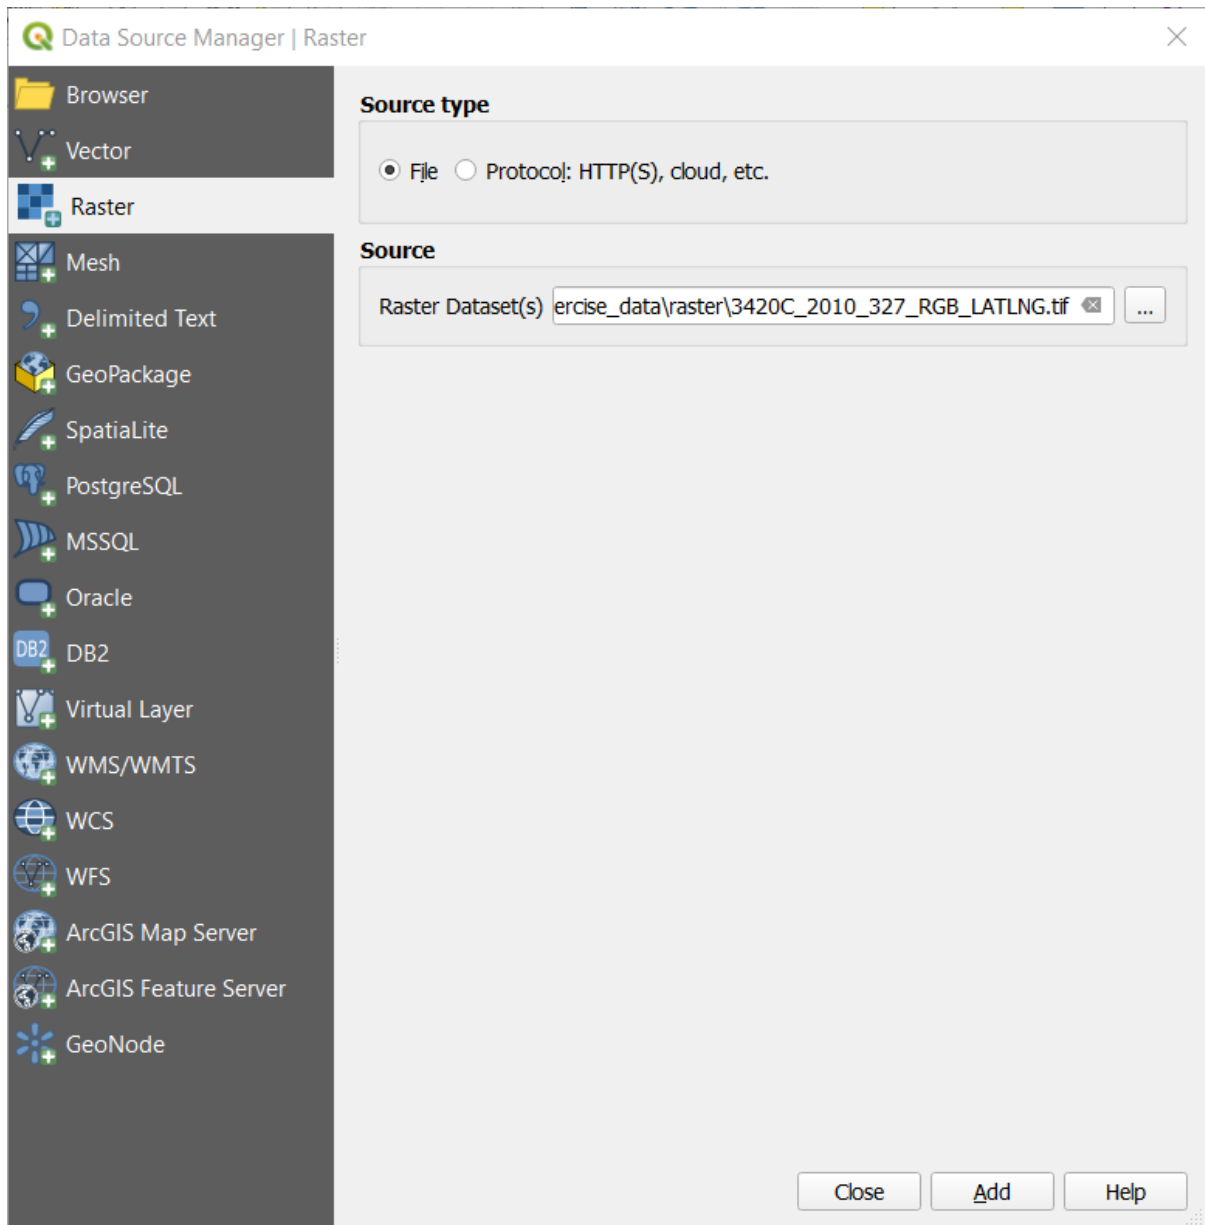 Data Source Manager | Raster
Browser
Vector
Raster
Mesh
Delimited Text
GeoPackage
SpatiaLite
PostgreSQL
MSSQL
Oracle
DB2
DB2
Virtual Layer
WMS/WMTS
WCS
WFS
ArcGIS Map Server
ArcGIS Feature Server
GeoNode
Source type
File
Protocol: HTTP(S), cloud, etc.
Source
Raster Dataset(s) ercise_data\raster\3420C_2010_327_RGB_LATLNG.tif ...
Close Add Help